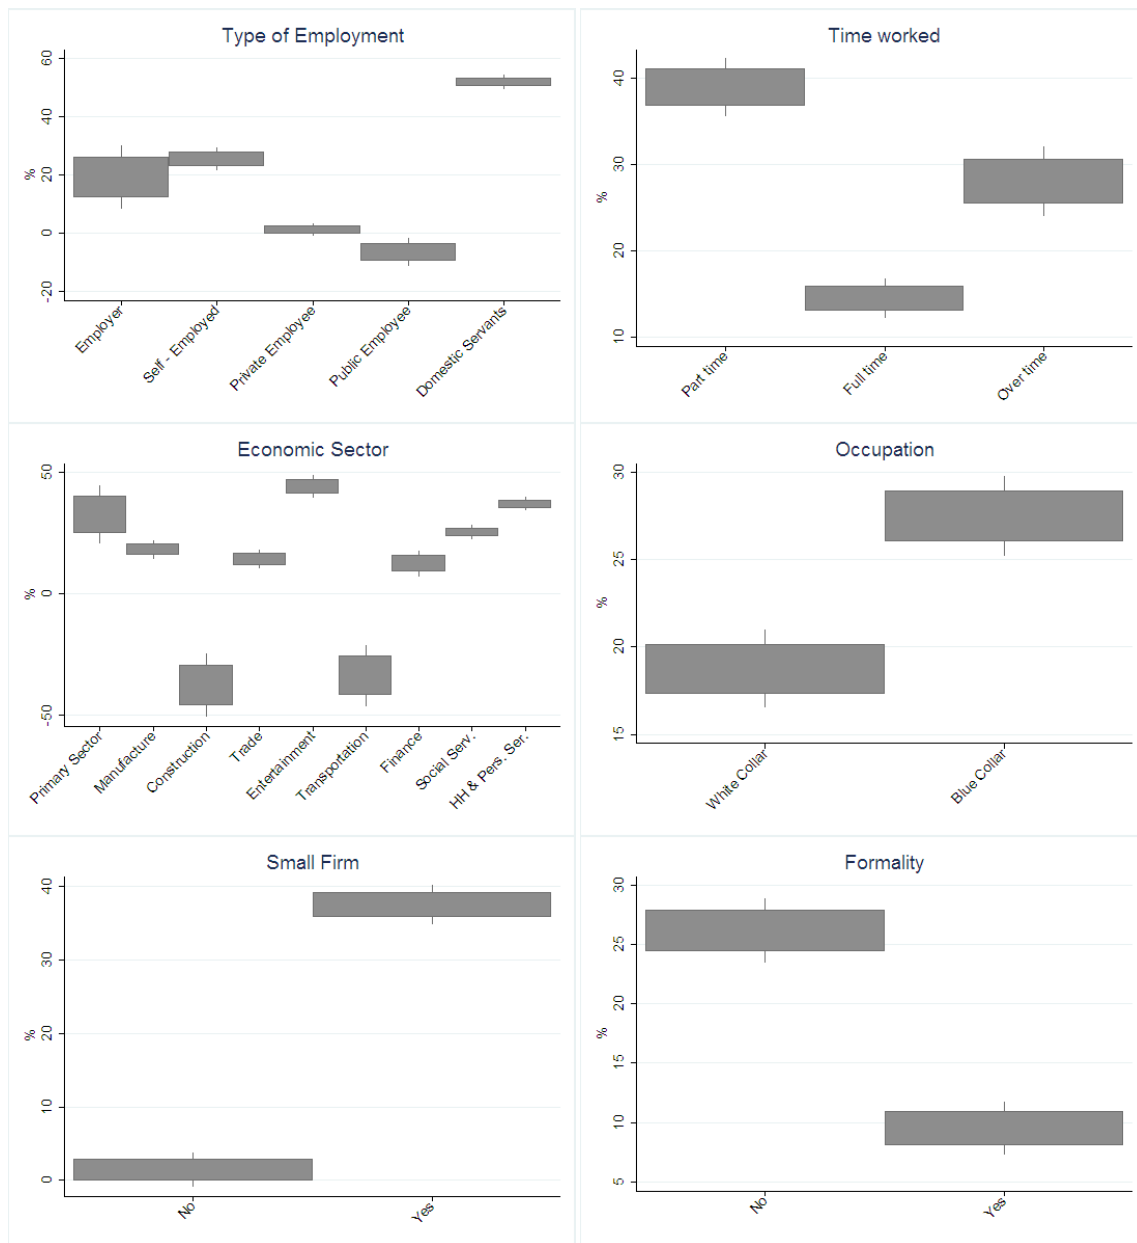 Type of Employment
%
60
40
20
0
-20
Employer
Self - Employed
Private Employee
Public Employee
Domestic Servants
Time worked
%
40
30
20
10
Part time
Full time
Over time
Economic Sector
%
50
0
-50
Primary Sector
Manufacture
Construction
Trade
Entertainment
Transportation
Finance
Social Serv.
HH & Pers. Ser.
Occupation
%
30
25
20
15
White Collar
Blue Collar
Small Firm
%
40
30
20
10
0
No
Yes
Formality
%
30
25
20
15
10
5
No
Yes